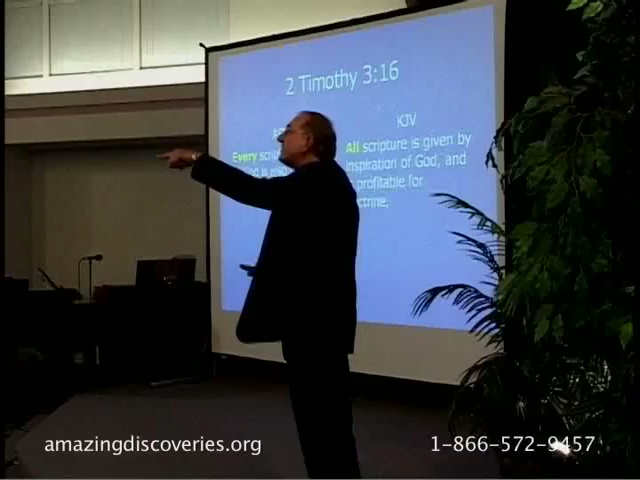 2 Timothy 3:16
KJV
Every
All scripture is given by
inspiration of God, and
profitable for
amazingdiscoveries.org
1-866-572-9457